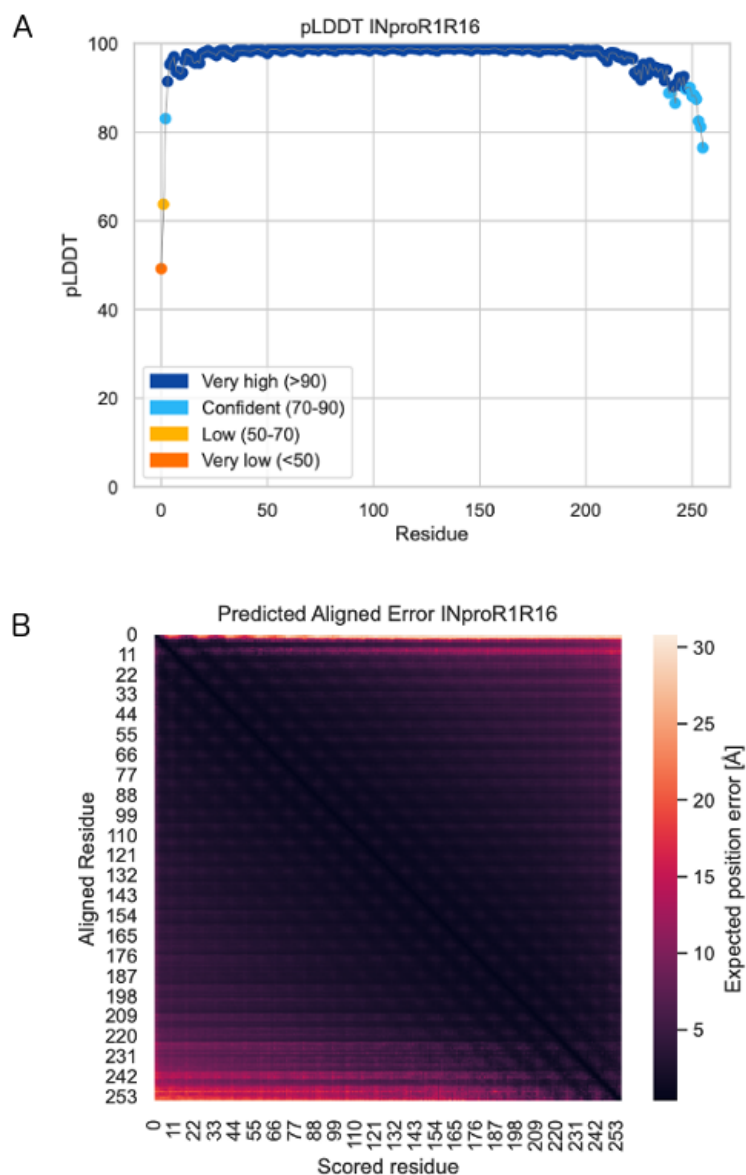 A
pLDDT INproR1R16
100
80
60
40
20
0
pLDDT
Very high (>90)
Confident (70-90)
Low (50-70)
Very low (<50)
0 50 100 150 200 250
Residue
B
Predicted Aligned Error INproR1R16
0
11
22
33
44
55
66
77
88
99
110
121
132
143
154
165
176
187
198
209
220
231
242
253
Aligned Residue
0 11 22 33 44 55 66 77 88 99 110 121 132 143 154 165 176 187 198 209 220 231 242 253
Scored residue
30
25
20
15
10
5
Expected position error [Å]